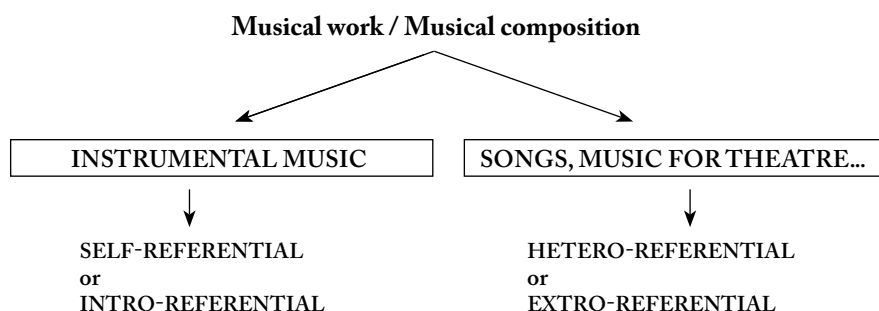 Musical work / Musical composition
INSTRUMENTAL MUSIC
SONGS, MUSIC FOR THEATRE...
SELF-REFERENTIAL
or
INTRO-REFERENTIAL
HETERO-REFERENTIAL
or
EXTRO-REFERENTIAL